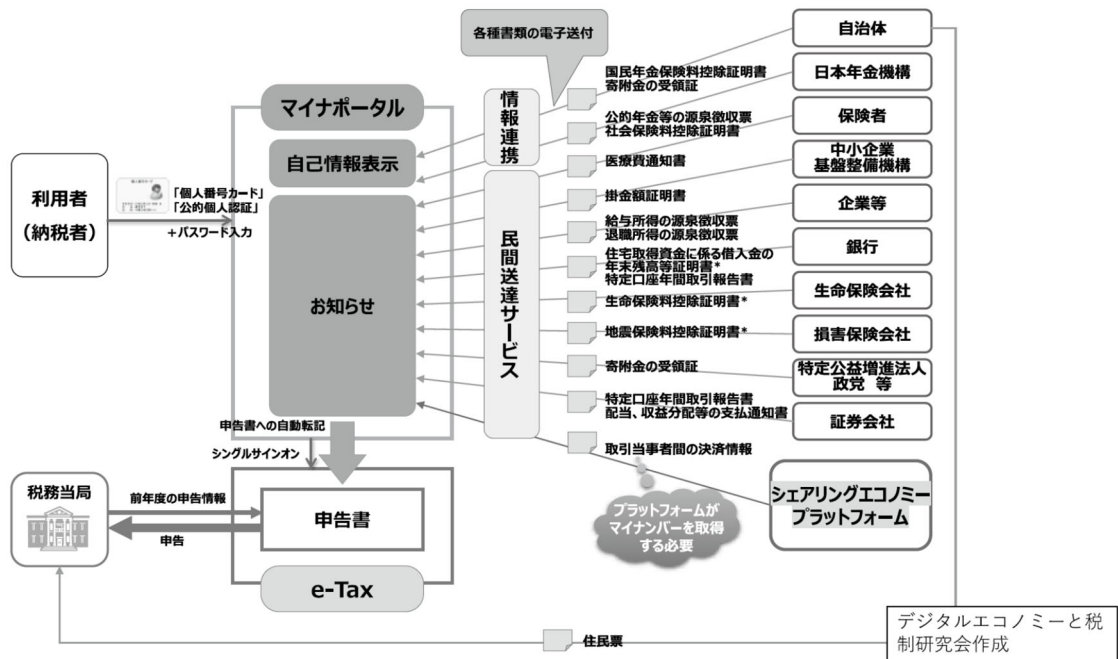 各種書類の電子送付
自治体
日本年金機構
保険者
中小企業
基盤整備機構
企業等
銀行
生命保険会社
損害保険会社
特定公益増進法人
政党 等
証券会社
シェアリングエコノミー
プラットフォーム
国民年金保険料控除証明書
寄附金の受領証
公的年金等の源泉徴収票
社会保険料控除証明書
医療費通知書
掛金額証明書
給与所得の源泉徴収票
退職所得の源泉徴収票
住宅取得資金に係る借入金の
年末残高等証明書*
特定口座年間取引報告書
生命保険料控除証明書*
地震保険料控除証明書*
寄附金の受領証
特定口座年間取引報告書
配当、収益分配等の支払通知書
取引当事者間の決済情報
プラットフォームが
マイナンバーを取得
する必要
情報連携
民間送達サービス
マイナポータル
自己情報表示
お知らせ
利用者
(納税者)
「個人番号カード」
「公的個人認証」
+パスワード入力
申告書への自動転記
シングルサインオン
税務当局
前年度の申告情報
申告
申告書
e-Tax
住民票
デジタルエコノミーと税
制研究会作成